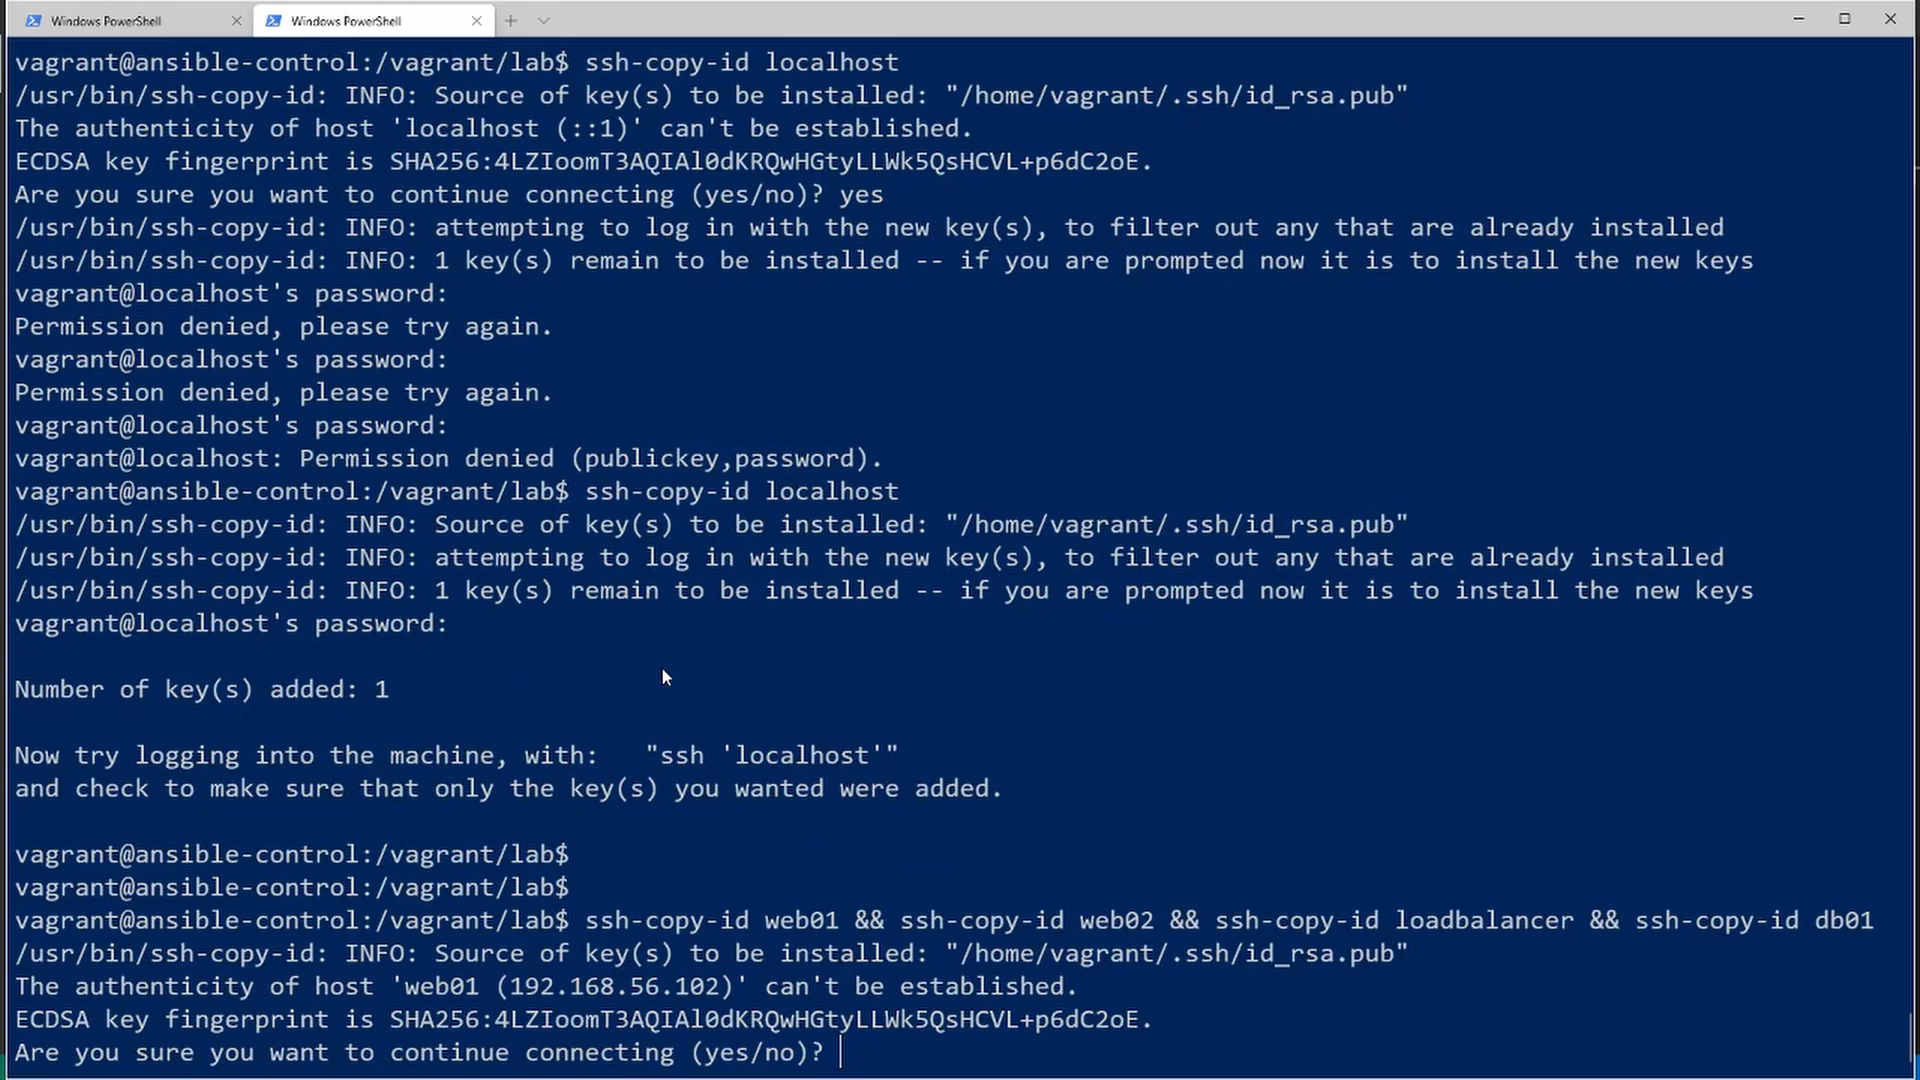 Windows PowerShell
Windows PowerShell
vagrant@ansible-control:/vagrant/lab$ ssh-copy-id localhost
/usr/bin/ssh-copy-id: INFO: Source of key(s) to be installed: "/home/vagrant/.ssh/id_rsa.pub"
The authenticity of host 'localhost (::1)' can't be established.
ECDSA key fingerprint is SHA256:4LZIoomT3AQIAl0dKRQwHGtyLLWk5QsHCVL+p6dC2oE.
Are you sure you want to continue connecting (yes/no)? yes
/usr/bin/ssh-copy-id: INFO: attempting to log in with the new key(s), to filter out any that are already installed
/usr/bin/ssh-copy-id: INFO: 1 key(s) remain to be installed -- if you are prompted now it is to install the new keys
vagrant@localhost's password:
Permission denied, please try again.
vagrant@localhost's password:
Permission denied, please try again.
vagrant@localhost's password:
vagrant@localhost: Permission denied (publickey,password).
vagrant@ansible-control:/vagrant/lab$ ssh-copy-id localhost
/usr/bin/ssh-copy-id: INFO: Source of key(s) to be installed: "/home/vagrant/.ssh/id_rsa.pub"
/usr/bin/ssh-copy-id: INFO: attempting to log in with the new key(s), to filter out any that are already installed
/usr/bin/ssh-copy-id: INFO: 1 key(s) remain to be installed -- if you are prompted now it is to install the new keys
vagrant@localhost's password:
Number of key(s) added: 1
Now try logging into the machine, with:   "ssh 'localhost'"
and check to make sure that only the key(s) you wanted were added.
vagrant@ansible-control:/vagrant/lab$
vagrant@ansible-control:/vagrant/lab$
vagrant@ansible-control:/vagrant/lab$ ssh-copy-id web01 && ssh-copy-id web02 && ssh-copy-id loadbalancer && ssh-copy-id db01
/usr/bin/ssh-copy-id: INFO: Source of key(s) to be installed: "/home/vagrant/.ssh/id_rsa.pub"
The authenticity of host 'web01 (192.168.56.102)' can't be established.
ECDSA key fingerprint is SHA256:4LZIoomT3AQIAl0dKRQwHGtyLLWk5QsHCVL+p6dC2oE.
Are you sure you want to continue connecting (yes/no)?